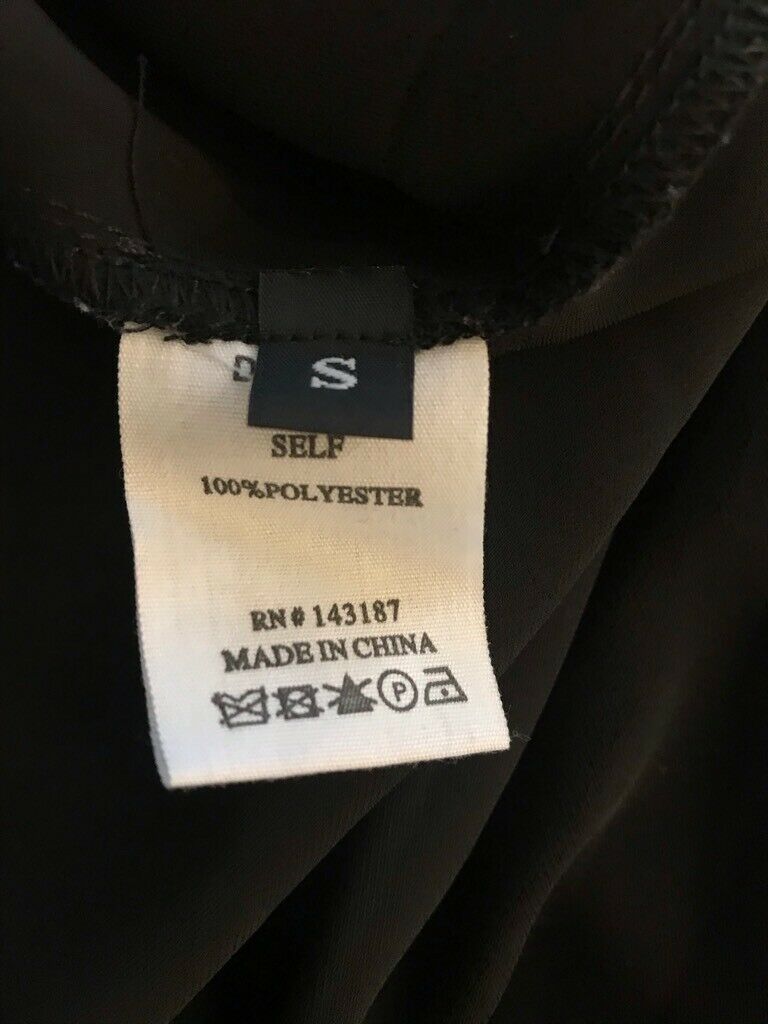 S
SELF
100%POLYESTER
RN# 143187
MADE IN CHINA
P